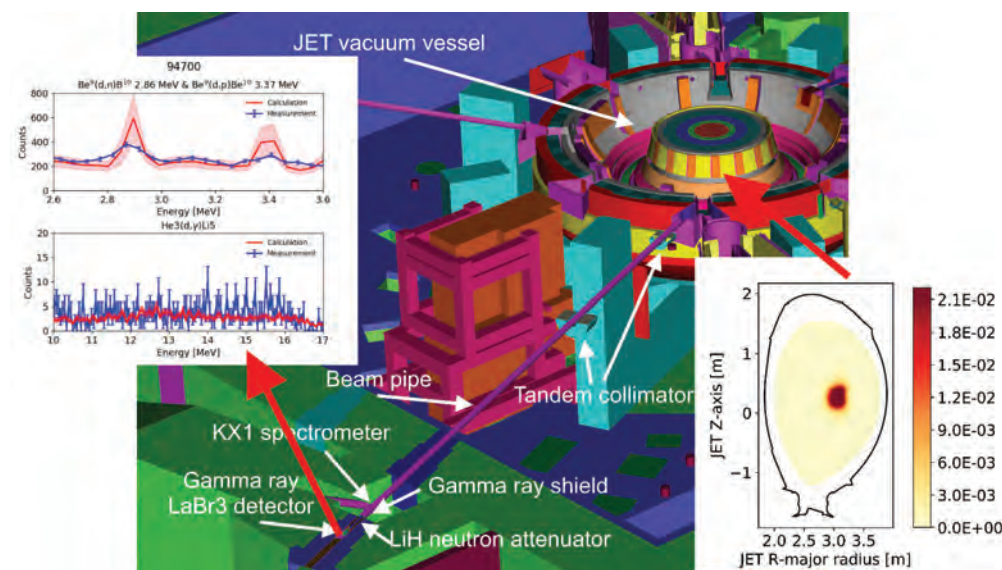 JET vacuum vessel
94700
Be⁹(d,n)B¹⁰ 2.86 MeV & Be⁹(d,p)Be¹⁰ 3.37 MeV
Calculation
Measurement
Counts
800
600
400
200
0
2.6 2.8 3.0 3.2 3.4 3.6
Energy [MeV]
He3(d,γ)Li5
Calculation
Measurement
Counts
20
15
10
5
0
10 11 12 13 14 15 16 17
Energy [MeV]
Beam pipe
Tandem collimator
KX1 spectrometer
Gamma ray
LaBr3 detector
Gamma ray shield
LiH neutron attenuator
JET Z-axis [m]
2
1
0
−1
2.0 2.5 3.0 3.5
JET R-major radius [m]
2.1E-02
1.8E-02
1.5E-02
1.2E-02
9.0E-03
6.0E-03
3.0E-03
0.0E+00